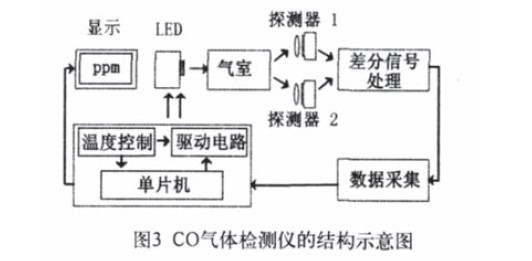 显示
LED
探测器 1
ppm
气室
差分信号
处理
探测器 2
温度控制
驱动电路
单片机
数据采集
图3 CO气体检测仪的结构示意图